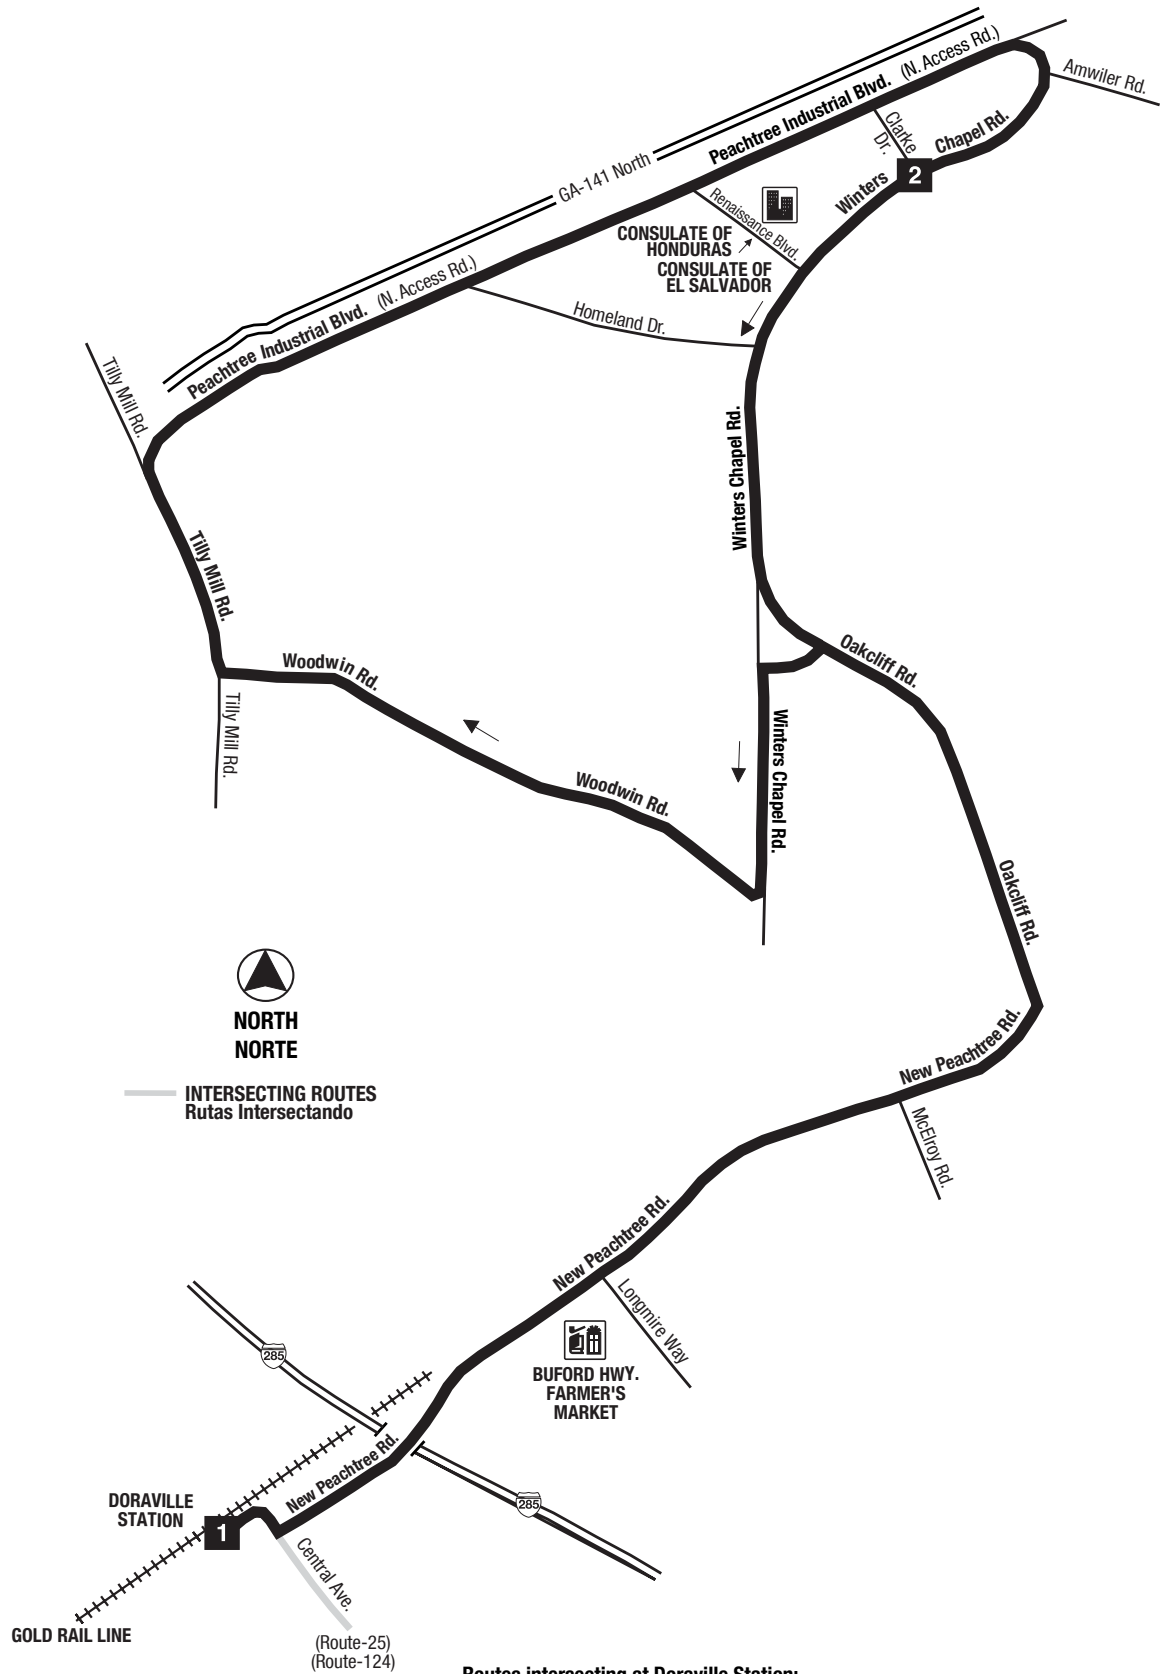 Peachtree Industrial Blvd. (N. Access Rd.)
Amwiler Rd.
Clarke
Dr.
Chapel Rd.
2
Winters
GA-141 North
Renaissance Blvd.
CONSULATE OF
HONDURAS
CONSULATE OF
EL SALVADOR
Homeland Dr.
Peachtree Industrial Blvd. (N. Access Rd.)
Tilly Mill Rd.
Winters Chapel Rd.
Tilly Mill Rd.
Woodwin Rd.
Oakcliff Rd.
Tilly Mill Rd.
Woodwin Rd.
Winters Chapel Rd.
Oakcliff Rd.
NORTH
NORTE
INTERSECTING ROUTES
Rutas Intersectando
New Peachtree Rd.
McElroy Rd.
New Peachtree Rd.
Longmire Way
285
BUFORD HWY.
FARMER'S
MARKET
New Peachtree Rd.
285
DORAVILLE
STATION
1
Central Ave.
GOLD RAIL LINE
(Route-25)
(Route-124)
Routes intersecting at Doraville Station: